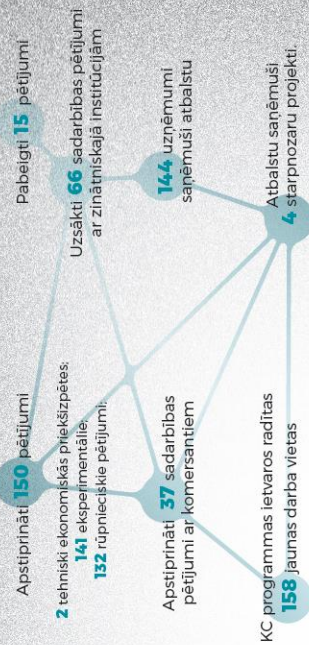 Apstiprināti 150 pētījumi
2 tehniski ekonomiskās priekšizpētes;
141 eksperimentālie;
132 rūpnieciskie pētījumi;
Apstiprināti 37 sadarbības
pētījumi ar komersantiem
KC programmas ietvaros radītas
158 jaunas darba vietas
Pabeigti 15 pētījumi
Uzsākti 66 sadarbības pētījumi
ar zinātniskajā institūcijām
144 uzņēmumi
saņēmuši atbalstu
Atbalstu saņēmuši
4 starpnozaru projekti.